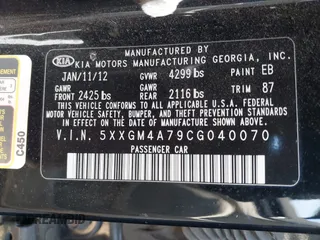 MANUFACTURED BY
KIA KIA MOTORS MANUFACTURING GEORGIA, INC.
JAN/11/12 GVWR 4299 lbs PAINT EB
GAWR FRONT 2425 lbs GAWR REAR 2116 lbs TRIM 87
THIS VEHICLE CONFORMS TO ALL APPLICABLE U.S.
FEDERAL MOTOR VEHICLE SAFETY, BUMPER, AND
THEFT PREVENTION STANDARDS IN EFFECT ON THE
DATE OF MANUFACTURE SHOWN ABOVE.
V.I.N. 5XXGM4A79CG040070
PASSENGER CAR
C450